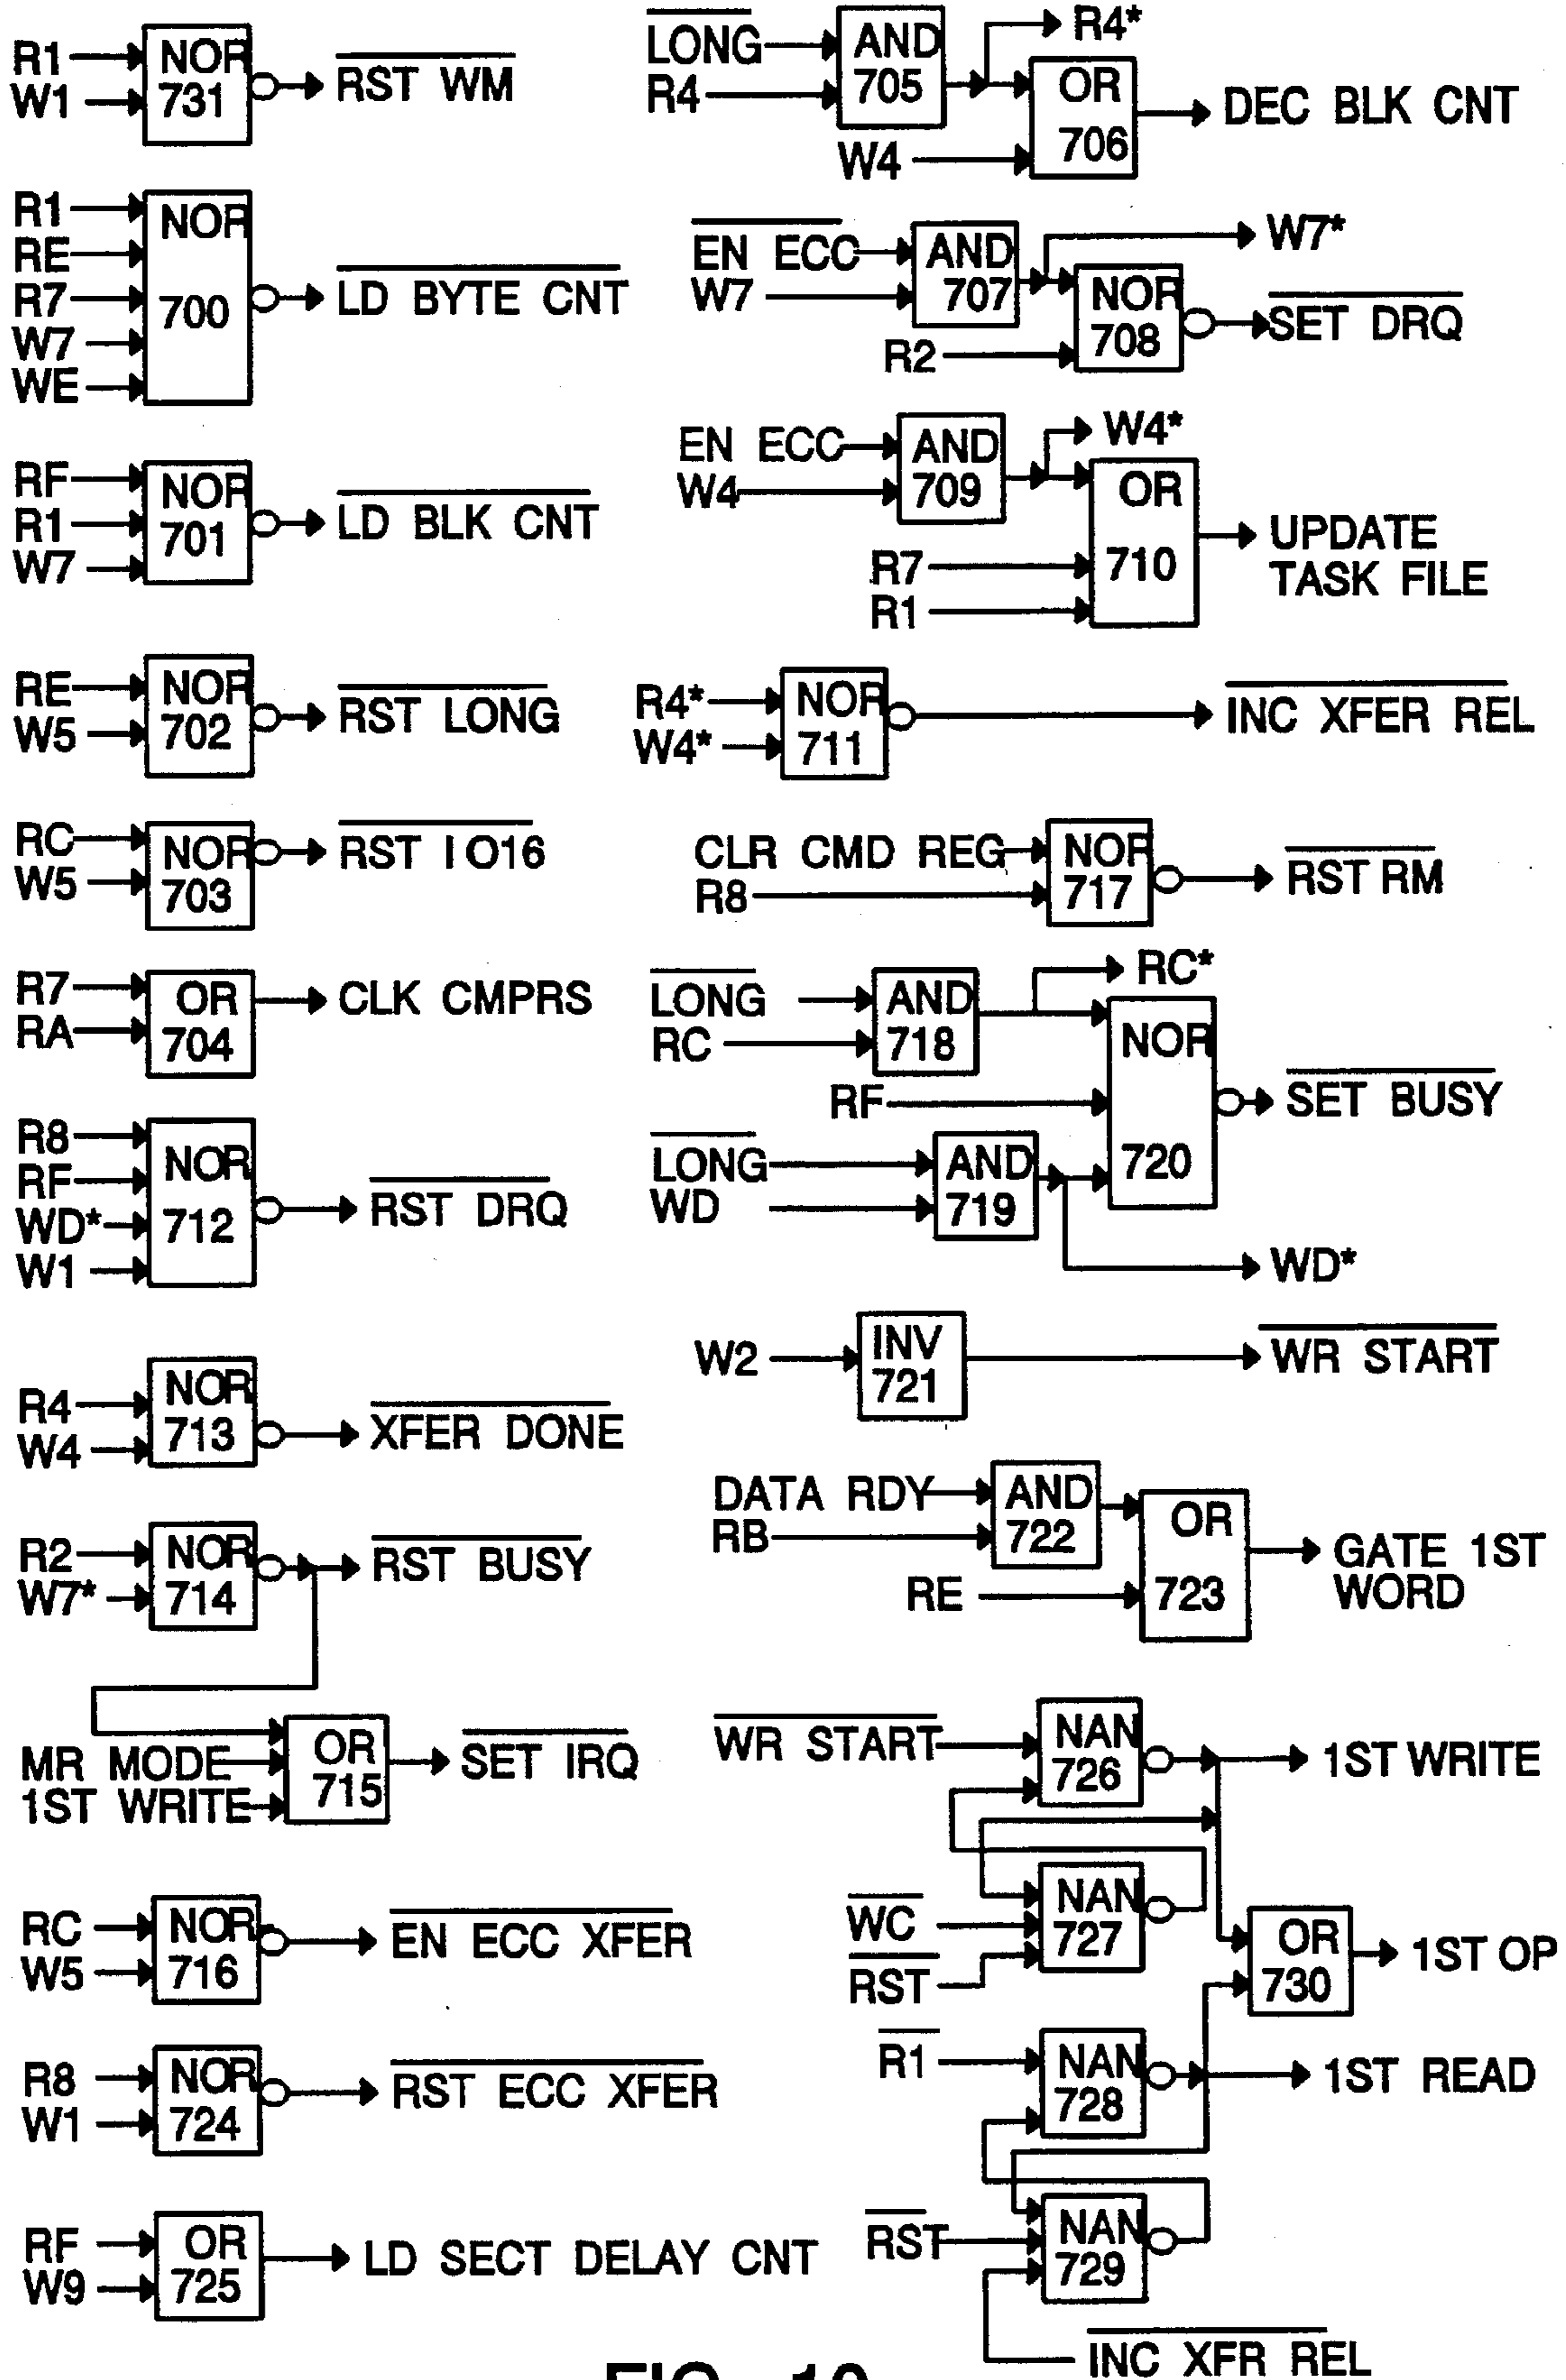 R1
W1
NOR
731
RST WM
R1
RE
R7
W7
WE
NOR
700
LD BYTE CNT
RF
R1
W7
NOR
701
LD BLK CNT
RE
W5
NOR
702
RST LONG
RC
W5
NOR
703
RST IO16
R7
RA
OR
704
CLK CMPRS
R8
RF
WD*
W1
NOR
712
RST DRQ
R4
W4
NOR
713
XFER DONE
R2
W7*
NOR
714
RST BUSY
MR MODE
1ST WRITE
OR
715
SET IRQ
RC
W5
NOR
716
EN ECC XFER
R8
W1
NOR
724
RST ECC XFER
RF
W9
OR
725
LD SECT DELAY CNT
LONG
R4
AND
705
R4*
W4
OR
706
DEC BLK CNT
EN ECC
W7
AND
707
W7*
R2
NOR
708
SET DRQ
EN ECC
W4
AND
709
W4*
R7
R1
OR
710
UPDATE
TASK FILE
R4*
W4*
NOR
711
INC XFER REL
CLR CMD REG
R8
NOR
717
RST RM
LONG
RC
AND
718
RC*
RF
LONG
WD
AND
719
NOR
720
SET BUSY
WD*
W2
INV
721
WR START
DATA RDY
RB
AND
722
RE
OR
723
GATE 1ST
WORD
WR START
NAN
726
1ST WRITE
WC
RST
NAN
727
OR
730
1ST OP
R1
NAN
728
1ST READ
RST
NAN
729
INC XFR REL